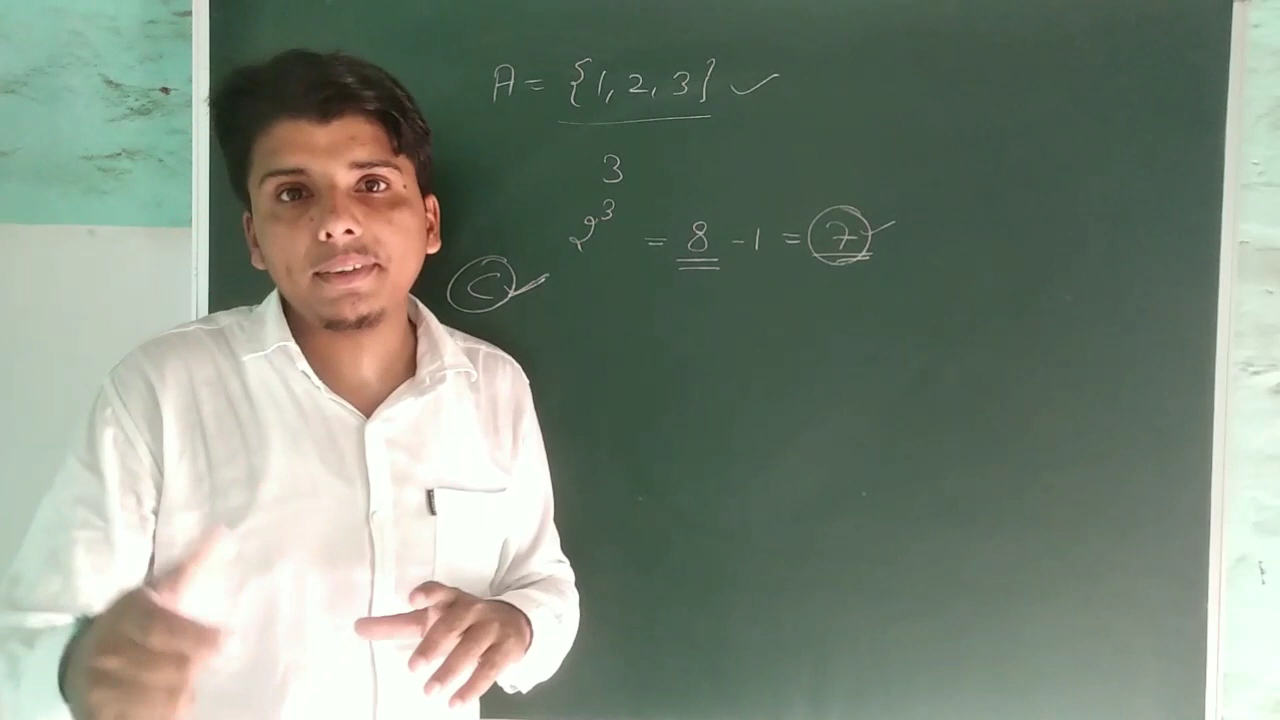 A = {1, 2, 3} ✓
3
2³ = 8 - 1 = 7 ✓
C ✓